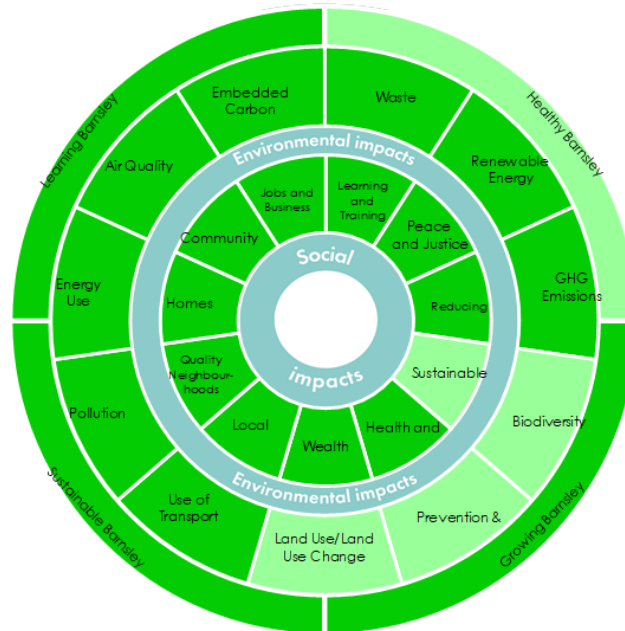 Learning Barnsley
Healthy Barnsley
Growing Barnsley
Sustainable Barnsley
Environmental impacts
Waste
Renewable
Energy
GHG
Emissions
Biodiversity
Prevention &
Land Use/Land
Use Change
Use of
Transport
Pollution
Energy
Use
Air Quality
Embedded
Carbon
Environmental impacts
Social
impacts
Learning
and
Training
Peace
and Justice
Reducing
Sustainable
Health and
Wealth
Local
Quality
Neighbour-
hoods
Homes
Community
Jobs and
Business